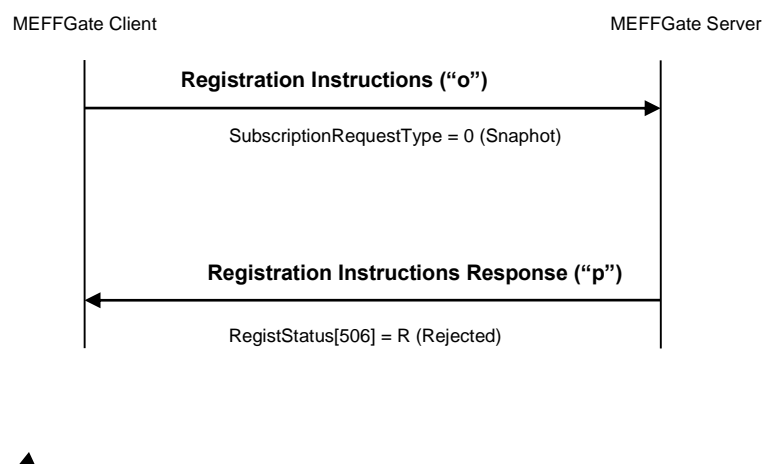 MEFFGate Client
MEFFGate Server
Registration Instructions (“o”)
SubscriptionRequestType = 0 (Snaphot)
Registration Instructions Response (“p”)
RegistStatus[506] = R (Rejected)